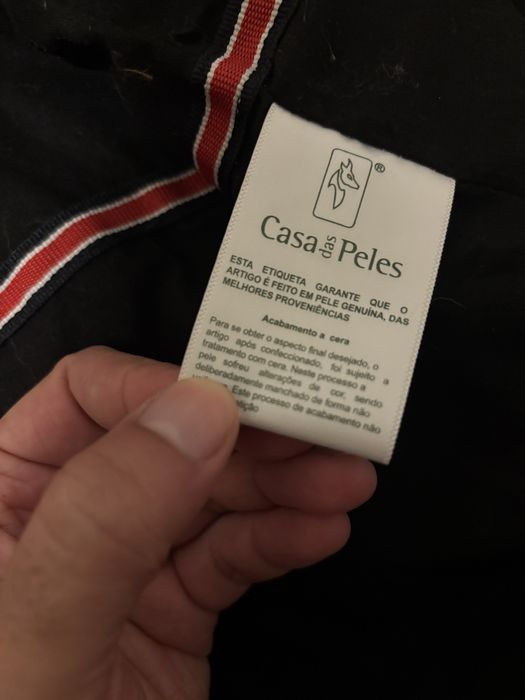 ®
Casa das Peles
ESTA ETIQUETA GARANTE QUE O
ARTIGO É FEITO EM PELE GENUÍNA, DAS
MELHORES PROVENIÊNCIAS
Acabamento a cera
Para se obter o aspecto final desejado, o
artigo após confeccionado, foi sujeito a
tratamento com cera. Neste processo a
pele sofreu alterações de cor, sendo
deliberadamente manchado de forma não
Este processo de acabamento não